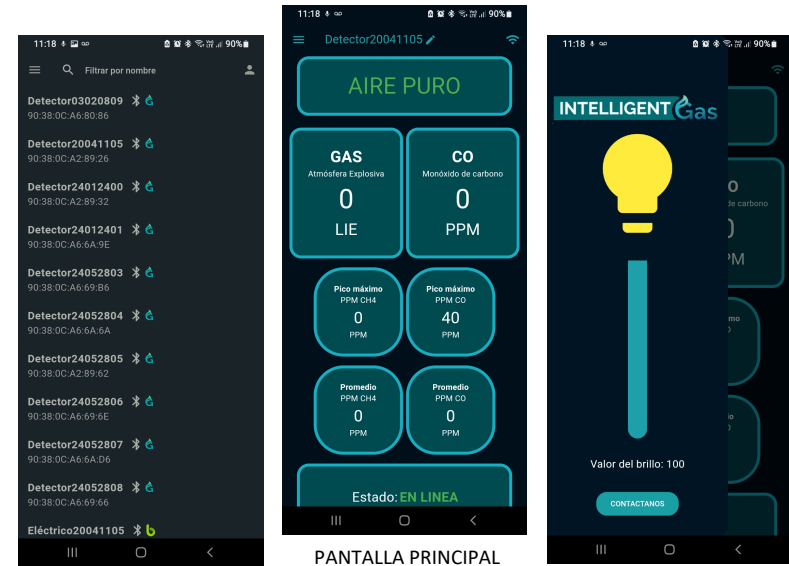 11:18 90%
Filtrar por nombre
Detector03020809
90:38:0C:A6:80:86
Detector20041105
90:38:0C:A2:89:26
Detector24012400
90:38:0C:A2:89:32
Detector24012401
90:38:0C:A6:6A:9E
Detector24052803
90:38:0C:A6:69:B6
Detector24052804
90:38:0C:A6:6A:6A
Detector24052805
90:38:0C:A2:89:62
Detector24052806
90:38:0C:A6:69:6E
Detector24052807
90:38:0C:A6:6A:D6
Detector24052808
90:38:0C:A6:69:66
Eléctrico20041105
11:18 90%
Detector20041105
AIRE PURO
GAS
Atmósfera Explosiva
0
LIE
CO
Monóxido de carbono
0
PPM
Pico máximo
PPM CH4
0
PPM
Pico máximo
PPM CO
40
PPM
Promedio
PPM CH4
0
PPM
Promedio
PPM CO
0
PPM
Estado: EN LINEA
PANTALLA PRINCIPAL
11:18 90%
INTELLIGENT Gas
O
de carbono
PM
mo
Valor del brillo: 100
CONTACTANOS